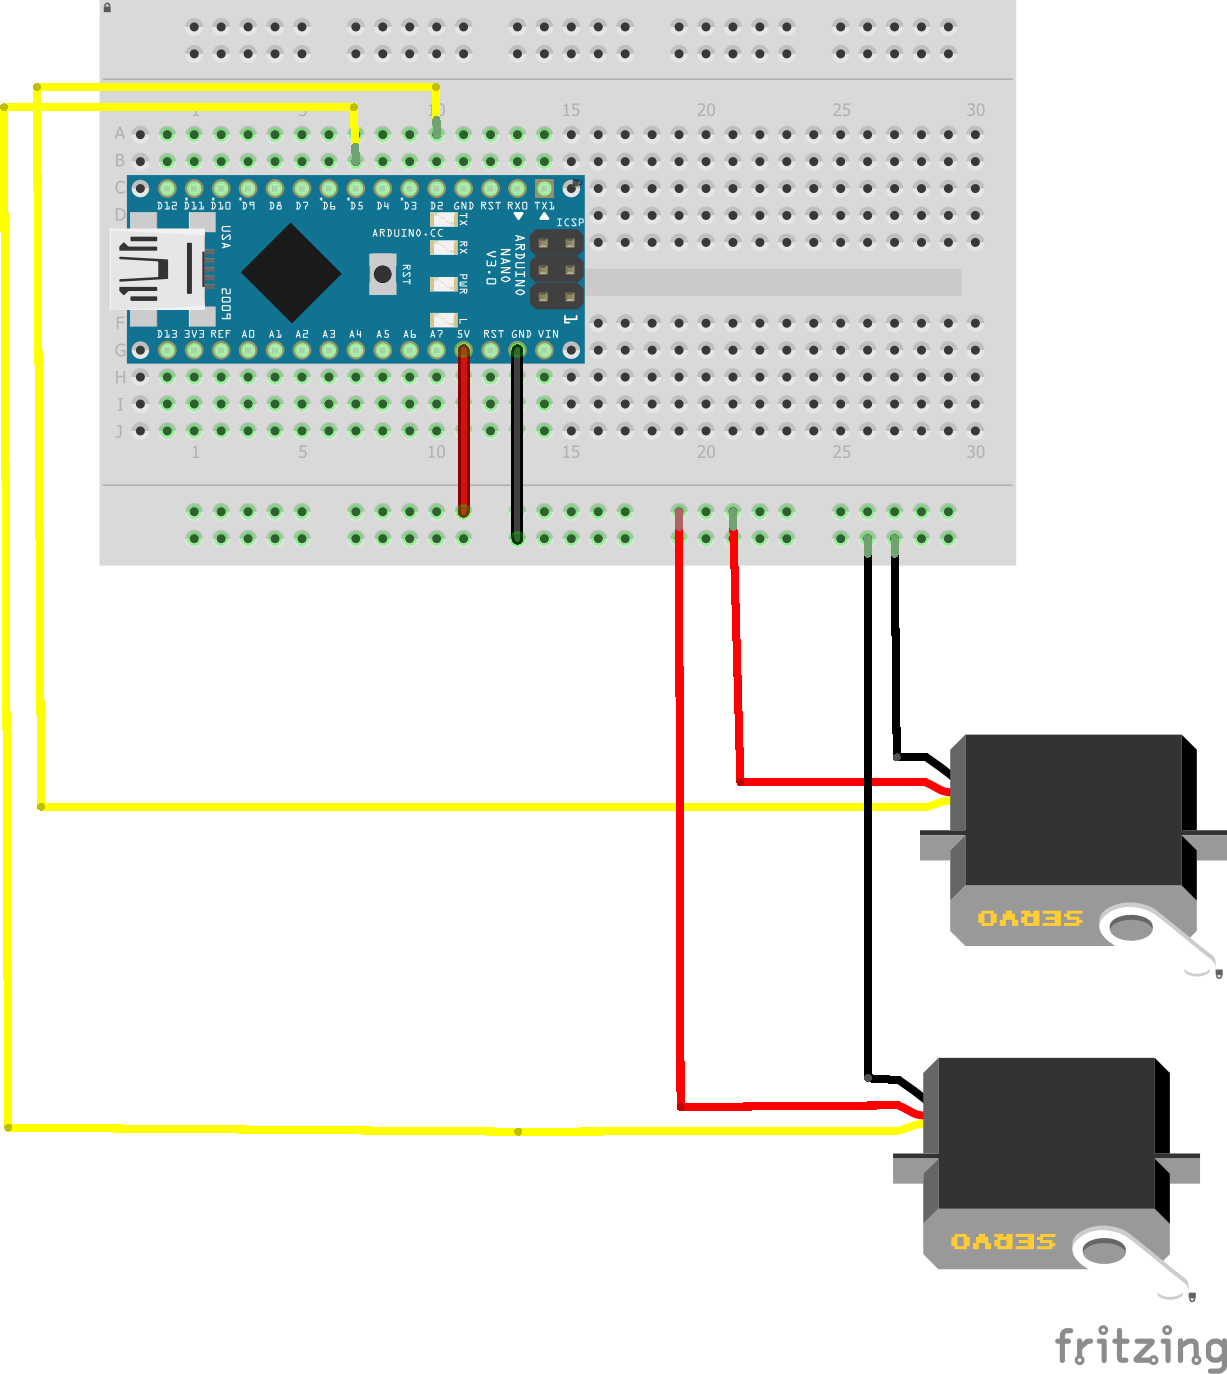 1 5 10 15 20 25 30
A
B
C
D12 D11 D10 D9 D8 D7 D6 D5 D4 D3 D2 GND RST RX0 TX1
D
ICSP
USA
ARDUINO.CC
TX
RX
PWR
L
RST
ARDUINO
NANO
V3.0
2009
1
F
D13 3V3 REF A0 A1 A2 A3 A4 A5 A6 A7 5V RST GND VIN
G
H
I
J
1 5 10 15 20 25 30
SERVO
SERVO
fritzing